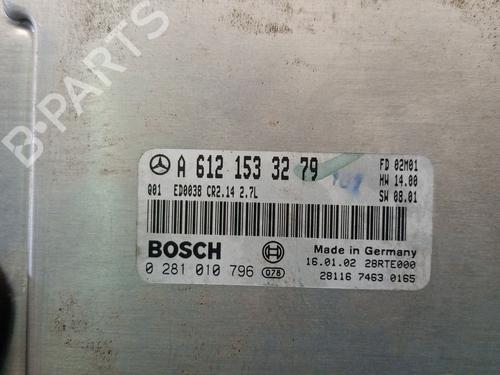 A 612 153 32 79
FD 02M01
Q01 ED0038 CR2.14 2.7L
HW 14.00
SW 08.01
BOSCH
Made in Germany
0 281 010 796 Q78
16.01.02 28RTE000
28116 7463 0165
B-PARTS